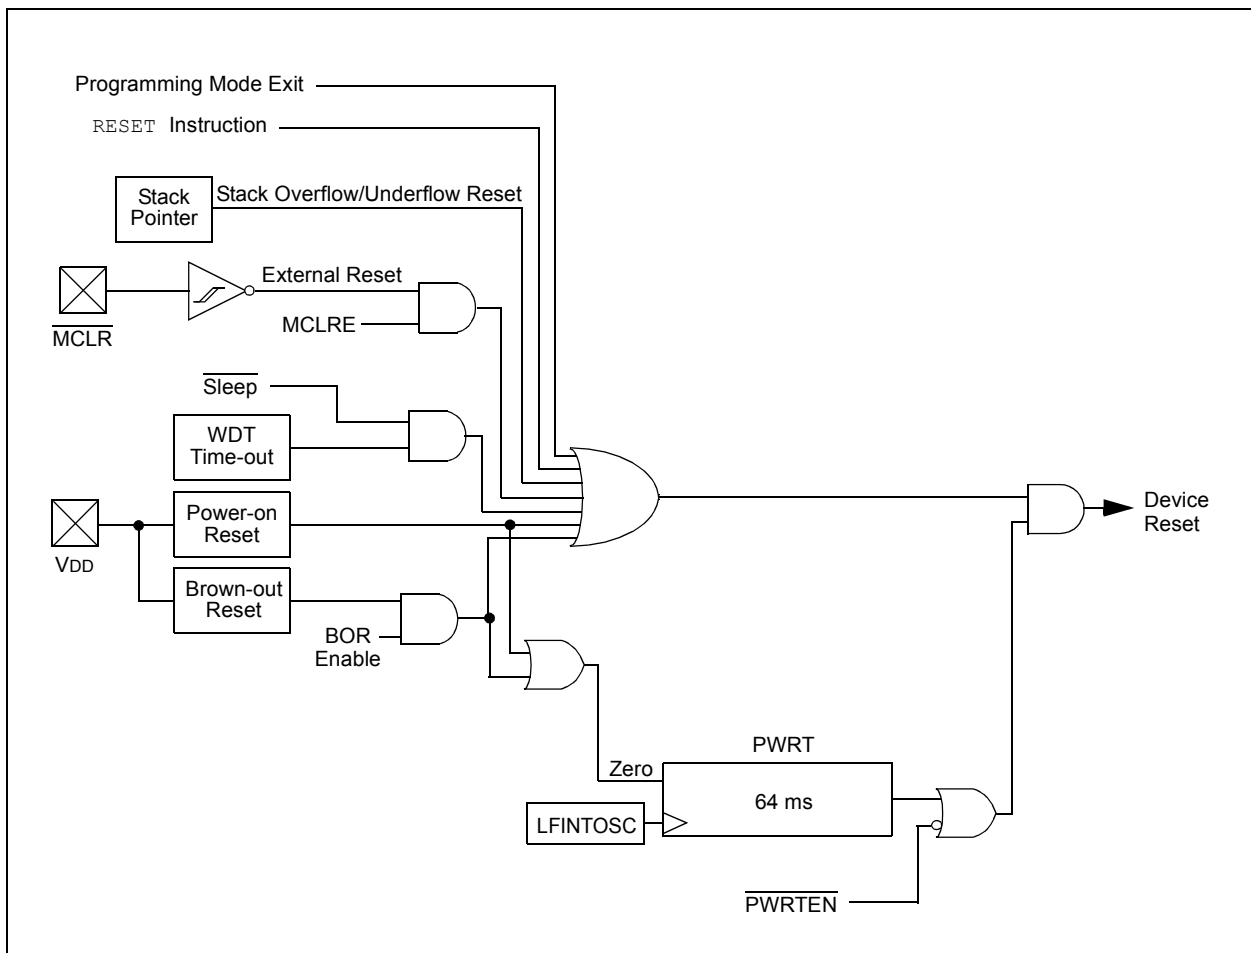 Programming Mode Exit
RESET Instruction
Stack
Pointer
Stack Overflow/Underflow Reset
External Reset
MCLR
MCLRE
Sleep
WDT
Time-out
Power-on
Reset
VDD
Brown-out
Reset
BOR
Enable
Device
Reset
PWRT
Zero
64 ms
LFINTOSC
PWRTEN